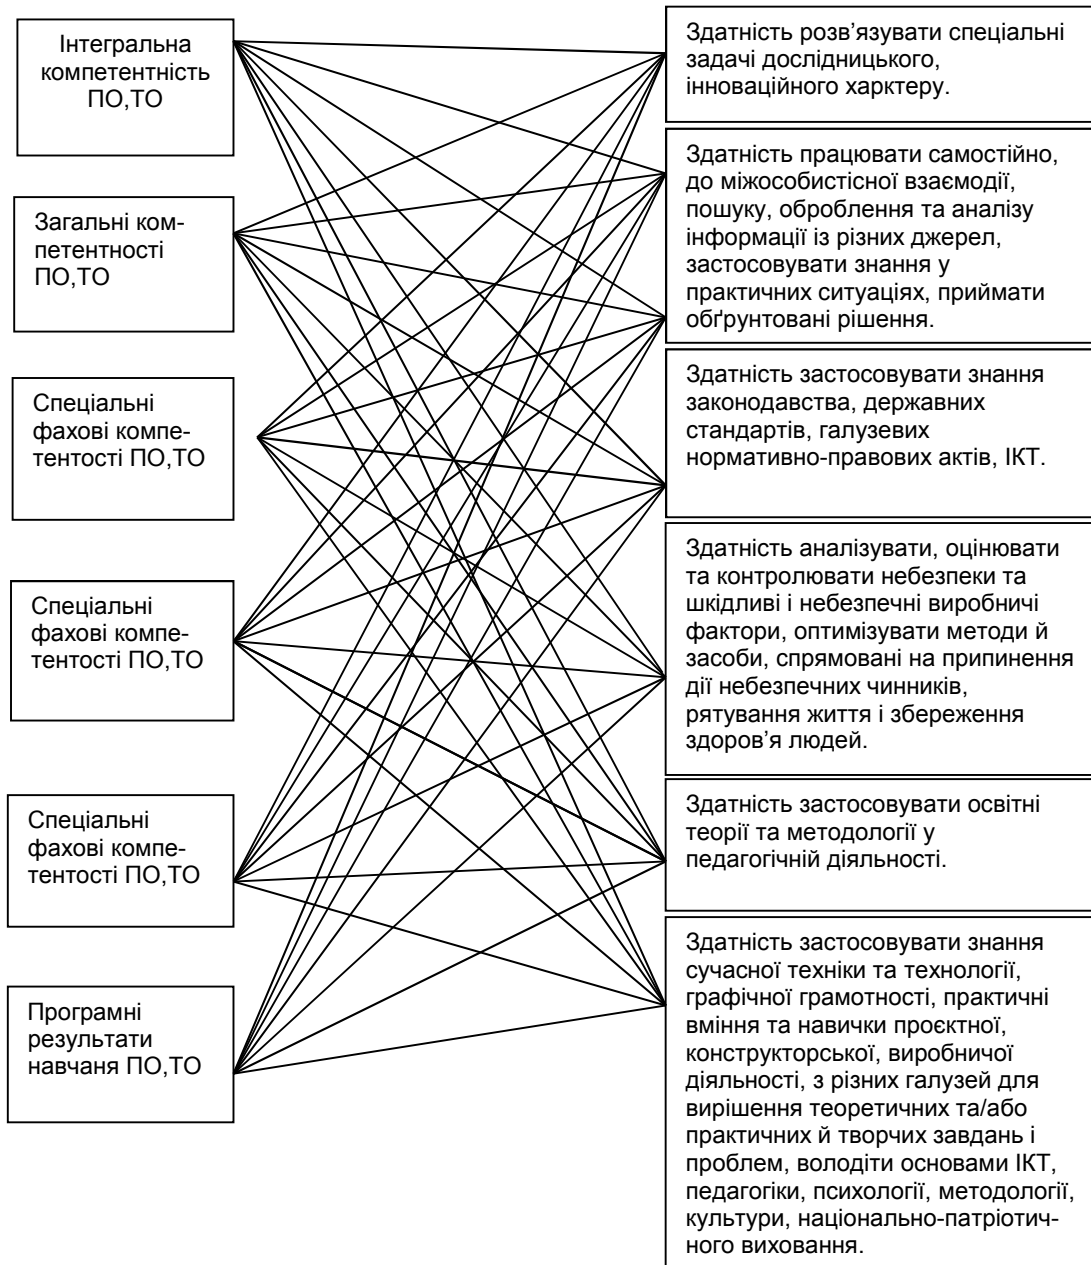 Інтегральна
компетентність
ПО,ТО
Загальні ком-
петентності
ПО,ТО
Спеціальні
фахові компе-
тентості ПО,ТО
Спеціальні
фахові компе-
тентості ПО,ТО
Спеціальні
фахові компе-
тентості ПО,ТО
Програмні
результати
навчаня ПО,ТО
Здатність розв’язувати спеціальні
задачі дослідницького,
інноваційного харктеру.
Здатність працювати самостійно,
до міжособистісної взаємодії,
пошуку, оброблення та аналізу
інформації із різних джерел,
застосовувати знання у
практичних ситуаціях, приймати
обґрунтовані рішення.
Здатність застосовувати знання
законодавства, державних
стандартів, галузевих
нормативно-правових актів, ІКТ.
Здатність аналізувати, оцінювати
та контролювати небезпеки та
шкідливі і небезпечні виробничі
фактори, оптимізувати методи й
засоби, спрямовані на припинення
дії небезпечних чинників,
рятування життя і збереження
здоров’я людей.
Здатність застосовувати освітні
теорії та методології у
педагогічній діяльності.
Здатність застосовувати знання
сучасної техніки та технології,
графічної грамотності, практичні
вміння та навички проєктної,
конструкторської, виробничої
діяльності, з різних галузей для
вирішення теоретичних та/або
практичних й творчих завдань і
проблем, володіти основами ІКТ,
педагогіки, психології, методології,
культури, національно-патріотич-
ного виховання.